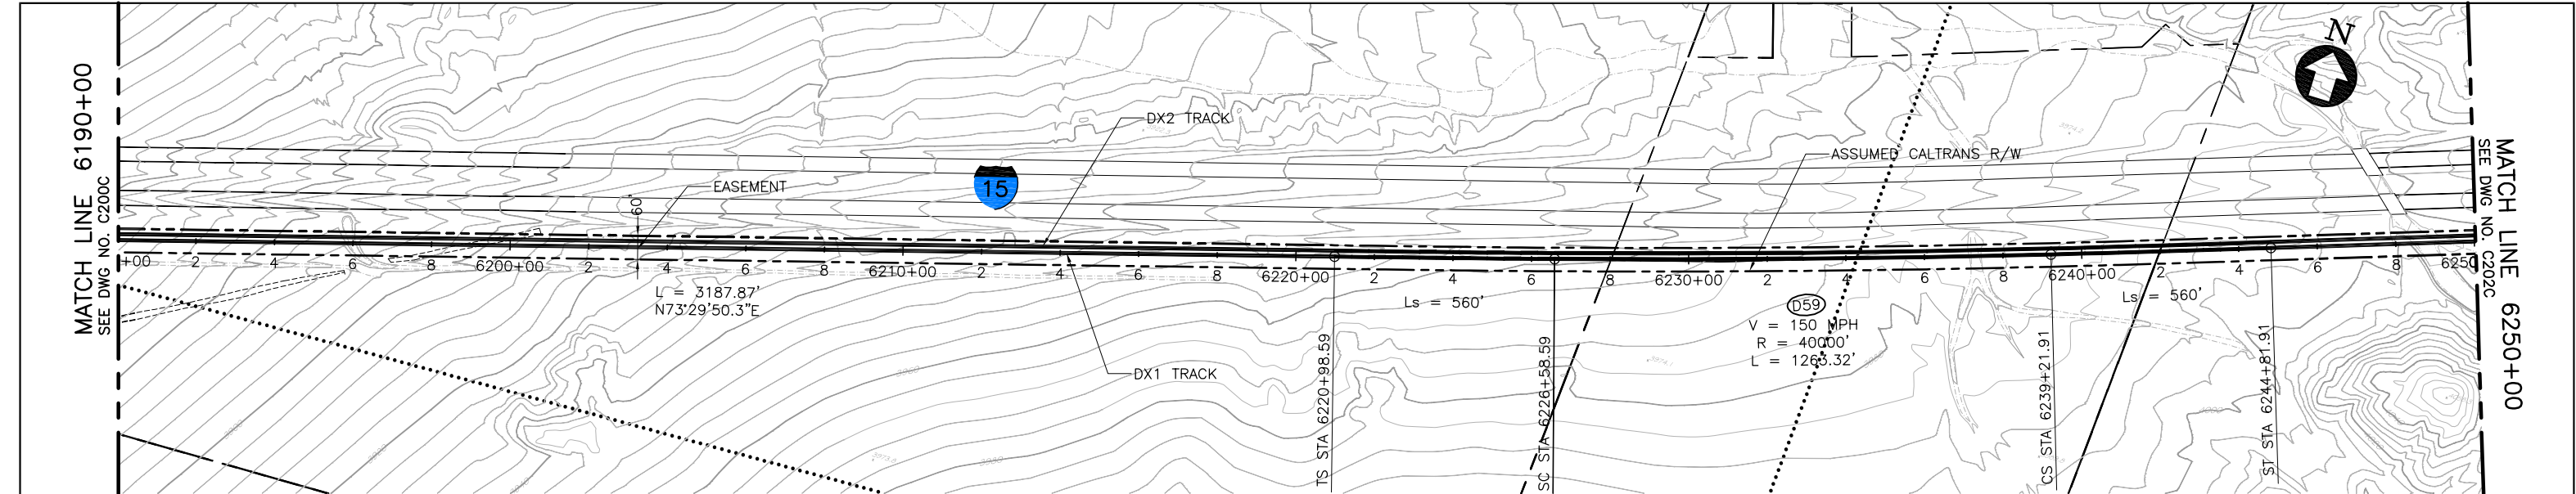 MATCH LINE 6190+00
SEE DWG NO. C200C
N
DX2 TRACK
ASSUMED CALTRANS R/W
EASEMENT
60'
15
+00 2 4 6 8 6200+00 2 4 6 8 6210+00 2 4 6 8 6220+00 2 4 6 8 6230+00 2 4 6 8 6240+00 2 4 6 8 6250
L = 3187.87'
N73°29'50.3"E
Ls = 560'
D59
V = 150 MPH
R = 40000'
L = 1263.32'
Ls = 560'
DX1 TRACK
TS STA 6220+98.59
SC STA 6226+58.59
CS STA 6239+21.91
ST STA 6244+81.91
MATCH LINE 6250+00
SEE DWG NO. C202C